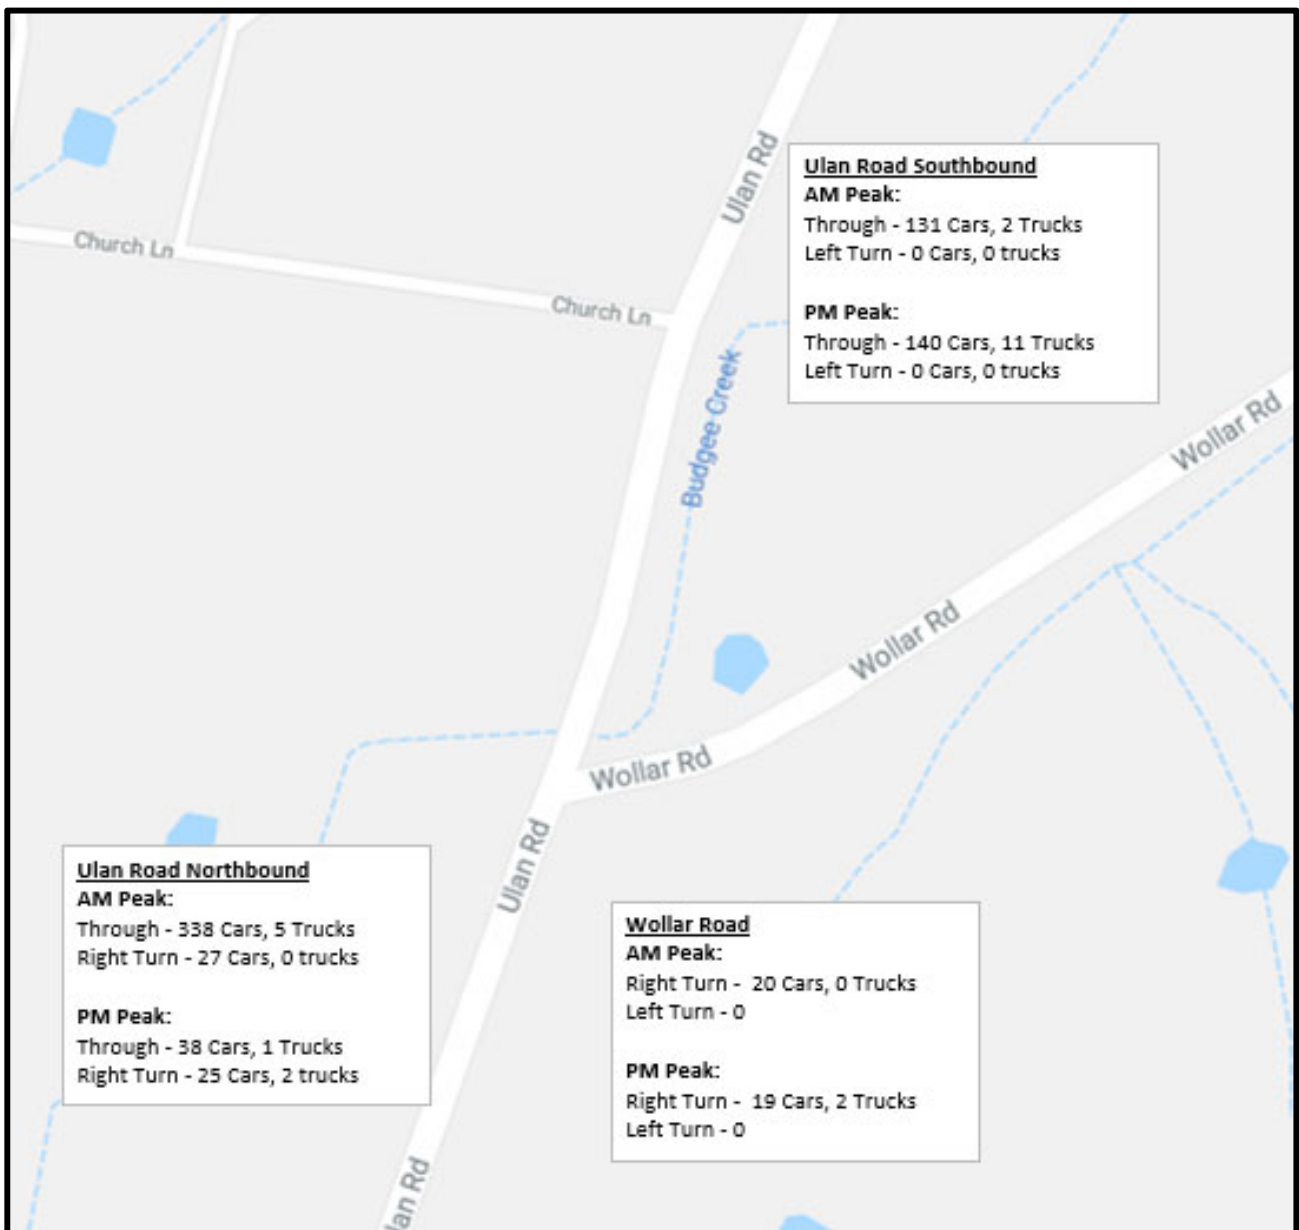 Ulan Rd
Ulan Road Southbound
AM Peak:
Through - 131 Cars, 2 Trucks
Left Turn - 0 Cars, 0 trucks
PM Peak:
Through - 140 Cars, 11 Trucks
Left Turn - 0 Cars, 0 trucks
Church Ln
Church Ln
Budgee Creek
Wollar Rd
Wollar Rd
Wollar Rd
Ulan Rd
Ulan Road Northbound
AM Peak:
Through - 338 Cars, 5 Trucks
Right Turn - 27 Cars, 0 trucks
PM Peak:
Through - 38 Cars, 1 Trucks
Right Turn - 25 Cars, 2 trucks
Wollar Road
AM Peak:
Right Turn -  20 Cars, 0 Trucks
Left Turn - 0
PM Peak:
Right Turn -  19 Cars, 2 Trucks
Left Turn - 0
lan Rd